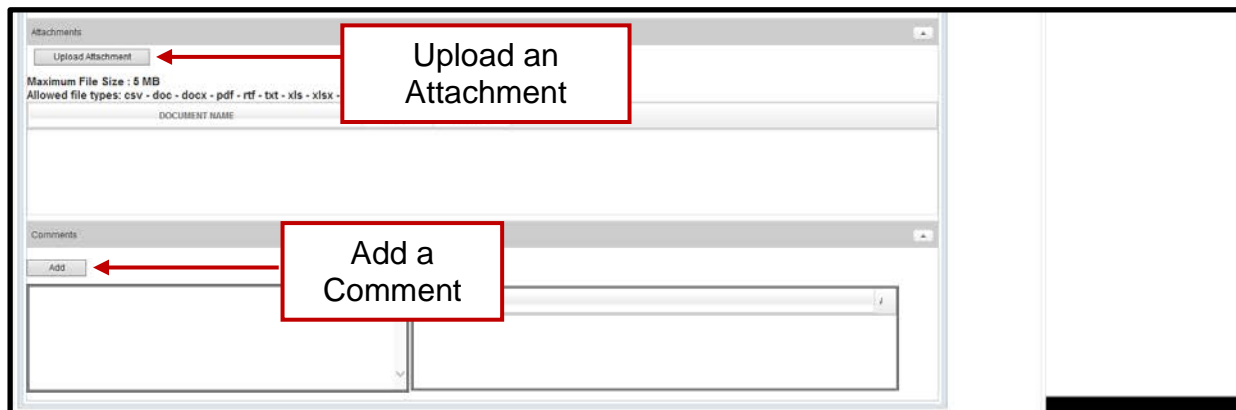 Attachments
Upload Attachment
Upload an
Attachment
Maximum File Size : 5 MB
Allowed file types: csv - doc - docx - pdf - rtf - txt - xls - xlsx -
DOCUMENT NAME
Comments
Add
Add a
Comment